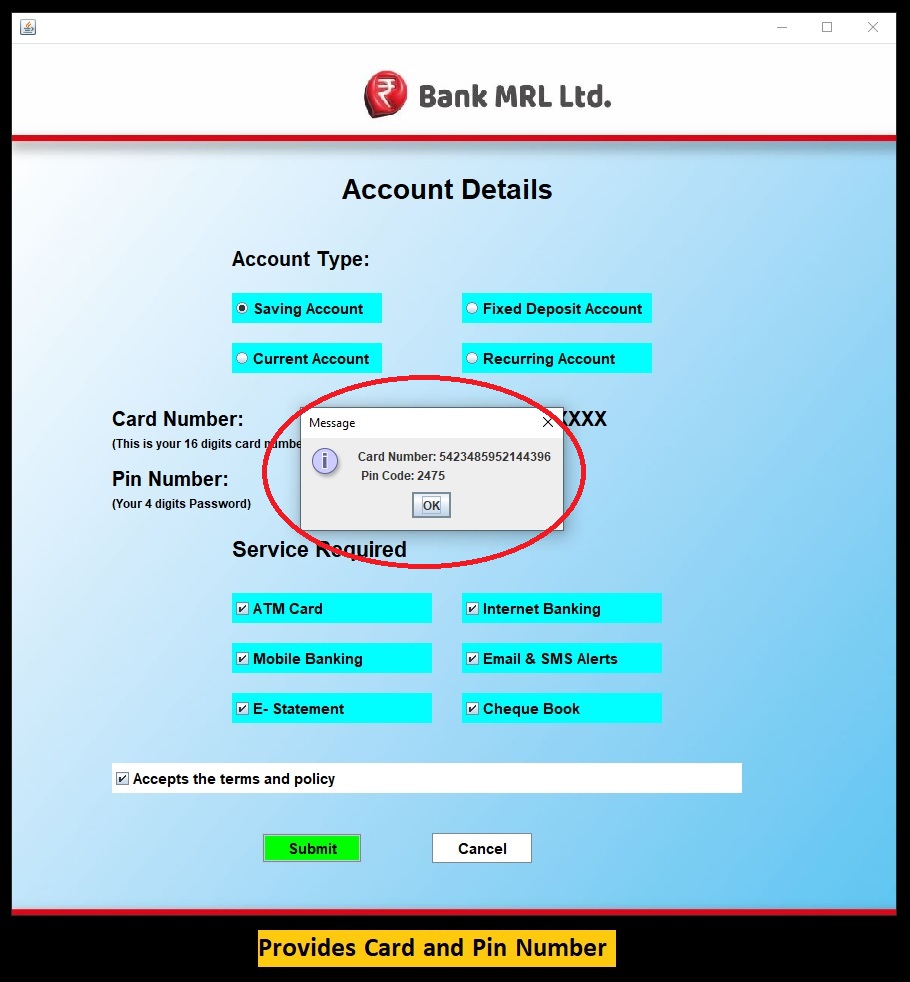 Bank MRL Ltd.
Account Details
Account Type:
Saving Account Fixed Deposit Account
Current Account Recurring Account
Card Number: XXXX
(This is your 16 digits card numbe
Pin Number:
(Your 4 digits Password)
Message
Card Number: 5423485952144396
Pin Code: 2475
OK
Service Required
ATM Card Internet Banking
Mobile Banking Email & SMS Alerts
E- Statement Cheque Book
Accepts the terms and policy
Submit Cancel
Provides Card and Pin Number